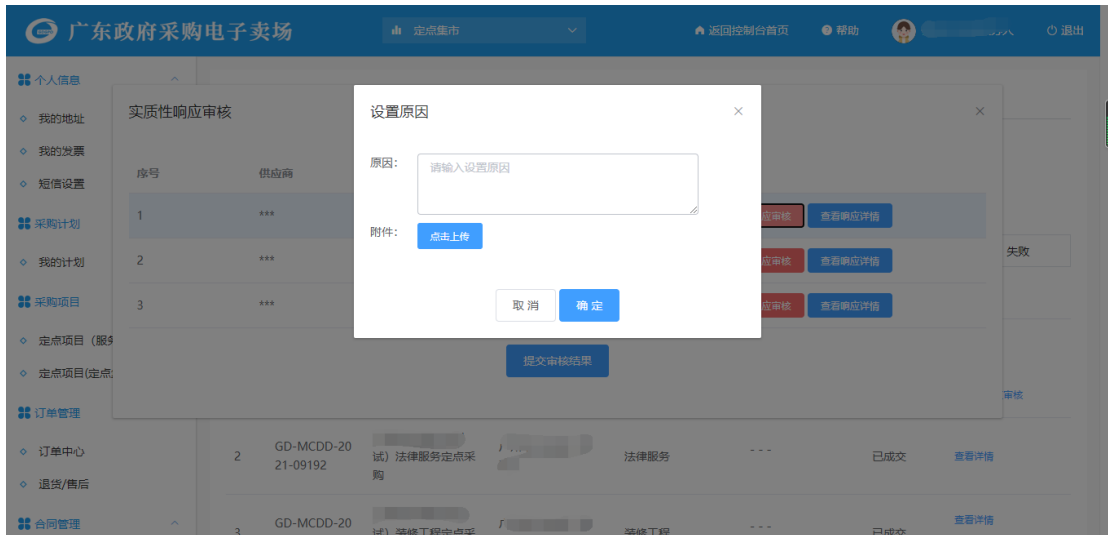 广东政府采购电子卖场
定点集市
返回控制台首页
帮助
退出
个人信息
我的地址
我的发票
短信设置
采购计划
我的计划
采购项目
定点项目（服务
定点项目(定点
订单管理
订单中心
退货/售后
合同管理
实质性响应审核
序号 供应商
1 *** 应审核 查看响应详情
2 *** 应审核 查看响应详情
3 *** 应审核 查看响应详情
提交审核结果
设置原因
原因：
请输入设置原因
附件：
点击上传
取消 确定
失败
审核
2 GD-MCDD-20
21-09192
试）法律服务定点采
购
法律服务 --- 已成交 查看详情
3 GD-MCDD-20
试）装修工程定点采
装修工程 --- 已成交 查看详情